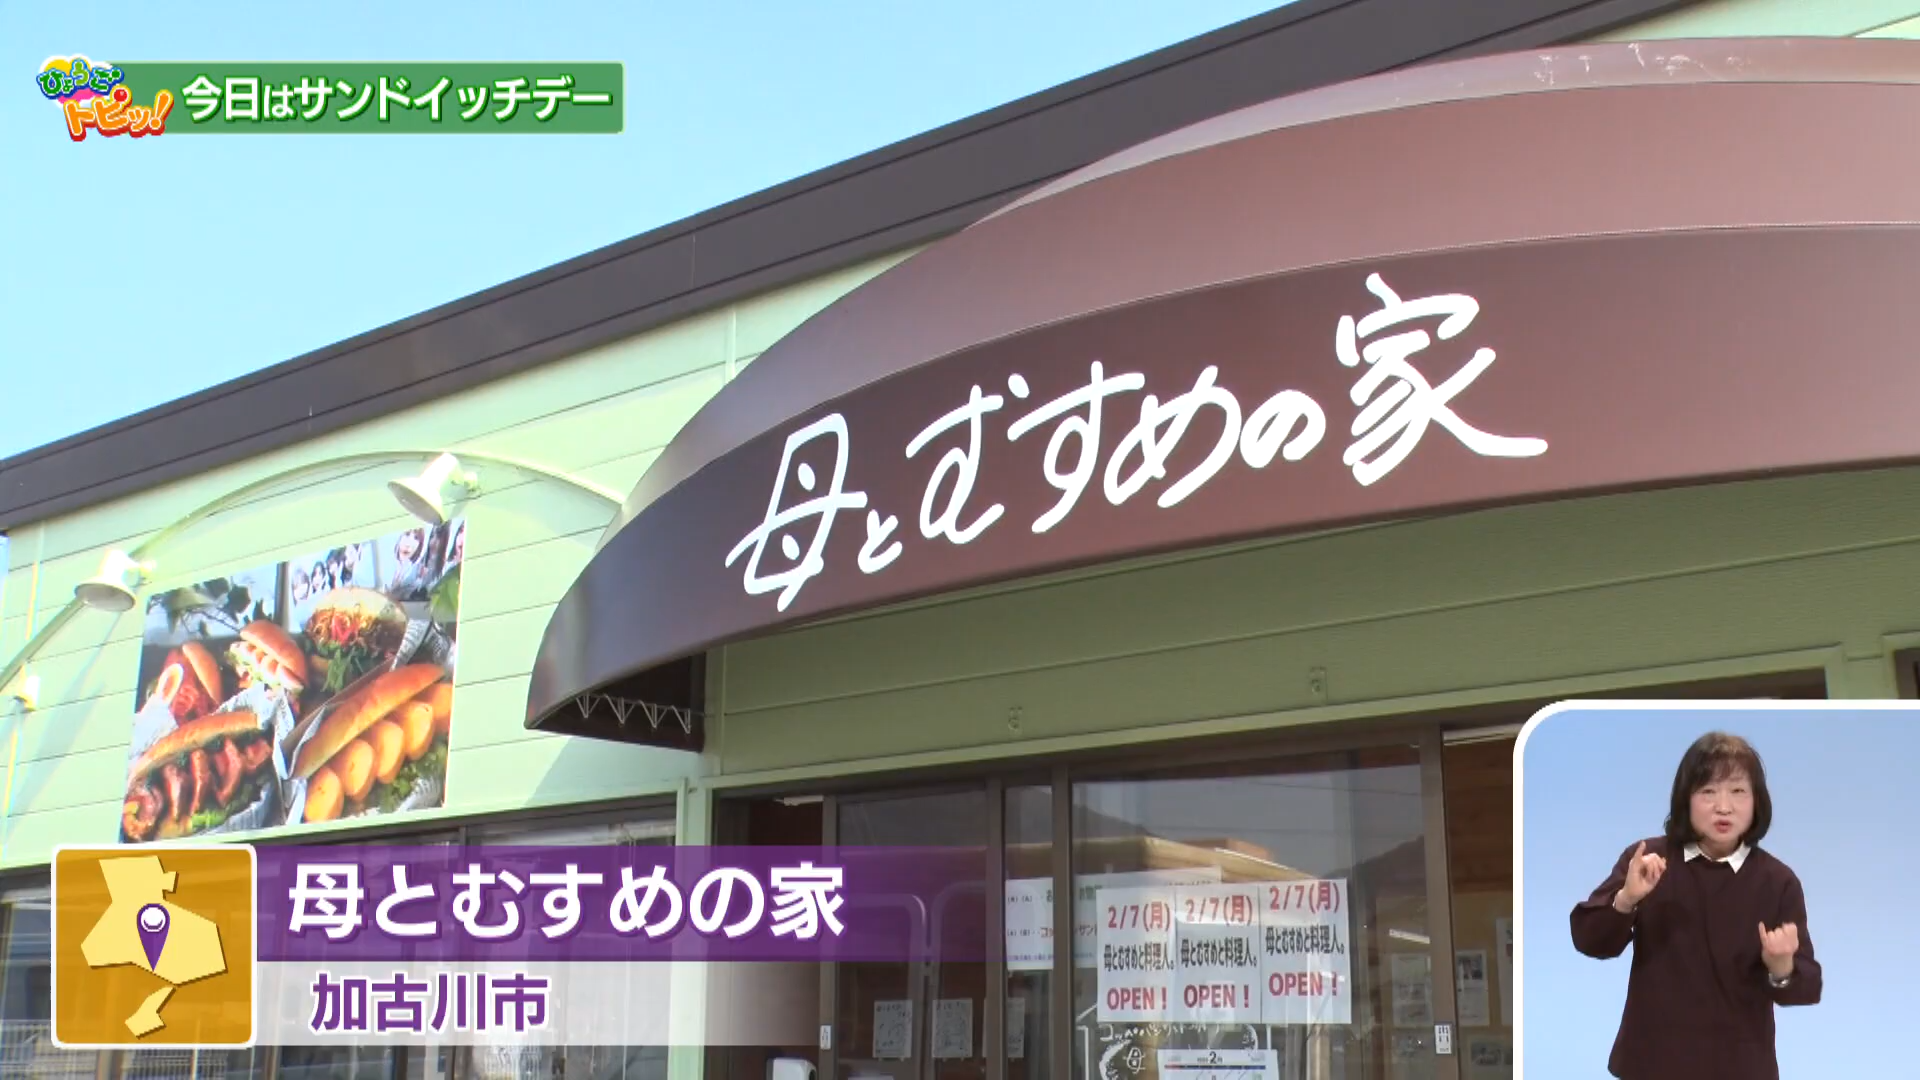 ひょうごトピッ!
今日はサンドイッチデー
母とむすめの家
2/7(月)
母とむすめと料理人。
OPEN!
2/7(月)
母とむすめと料理人。
OPEN!
2/7(月)
母とむすめと料理人。
OPEN!
母とむすめの家
加古川市